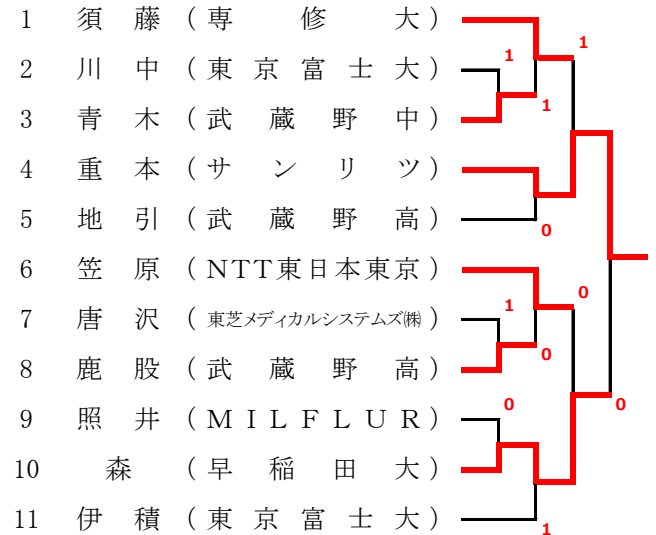 1 須藤（専修大）
1
2 川中（東京富士大）
1
3 青木（武蔵野中）
1
4 重本（サンリツ）
5 地引（武蔵野高）
0
6 笠原（NTT東日本東京）
0
7 唐沢（東芝メディカルシステムズ㈱）
1
8 鹿股（武蔵野高）
0
9 照井（ＭＩＬＦＬＵＲ）
0
0
10 森（早稲田大）
11 伊積（東京富士大）
1